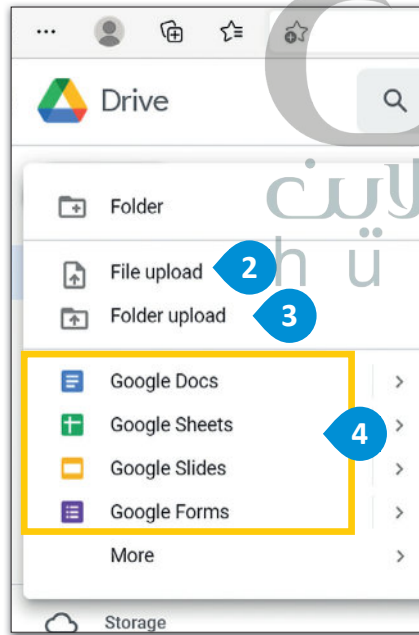 Drive
Folder
File upload
2
Folder upload
3
Google Docs
Google Sheets
4
Google Slides
Google Forms
More
Storage